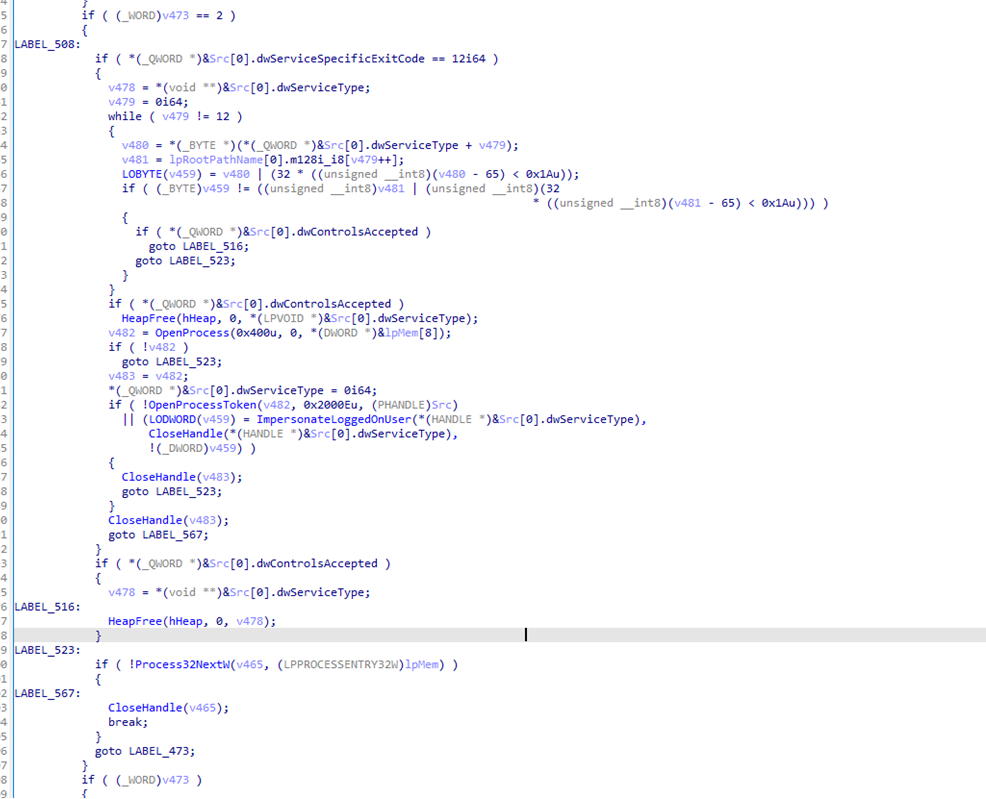 }
5 if ( (_WORD)v473 == 2 )
6 {
7 LABEL_508:
8 if ( *(_QWORD *)&Src[0].dwServiceSpecificExitCode == 12i64 )
9 {
0 v478 = *(void **)&Src[0].dwServiceType;
1 v479 = 0i64;
2 while ( v479 != 12 )
3 {
4 v480 = *(_BYTE *)(*(_QWORD *)&Src[0].dwServiceType + v479);
5 v481 = lpRootPathName[0].m128i_i8[v479++];
6 LOBYTE(v459) = v480 | (32 * ((unsigned __int8)(v480 - 65) < 0x1Au));
7 if ( (_BYTE)v459 != ((unsigned __int8)v481 | (unsigned __int8)(32
8 * ((unsigned __int8)(v481 - 65) < 0x1Au))) )
9 {
0 if ( *(_QWORD *)&Src[0].dwControlsAccepted )
1 goto LABEL_516;
2 goto LABEL_523;
3 }
4 }
5 if ( *(_QWORD *)&Src[0].dwControlsAccepted )
6 HeapFree(hHeap, 0, *(LPVOID *)&Src[0].dwServiceType);
7 v482 = OpenProcess(0x400u, 0, *(DWORD *)&lpMem[8]);
8 if ( !v482 )
9 goto LABEL_523;
0 v483 = v482;
1 *(_QWORD *)&Src[0].dwServiceType = 0i64;
2 if ( !OpenProcessToken(v482, 0x2000Eu, (PHANDLE)Src)
3 || (LODWORD(v459) = ImpersonateLoggedOnUser(*(HANDLE *)&Src[0].dwServiceType),
4 CloseHandle(*(HANDLE *)&Src[0].dwServiceType),
5 !(_DWORD)v459) )
6 {
7 CloseHandle(v483);
8 goto LABEL_523;
9 }
0 CloseHandle(v483);
1 goto LABEL_567;
2 }
3 if ( *(_QWORD *)&Src[0].dwControlsAccepted )
4 {
5 v478 = *(void **)&Src[0].dwServiceType;
6 LABEL_516:
7 HeapFree(hHeap, 0, v478);
8 }
9 LABEL_523:
0 if ( !Process32NextW(v465, (LPPROCESSENTRY32W)lpMem) )
1 {
2 LABEL_567:
3 CloseHandle(v465);
4 break;
5 }
6 goto LABEL_473;
7 }
8 if ( (_WORD)v473 )
9 {